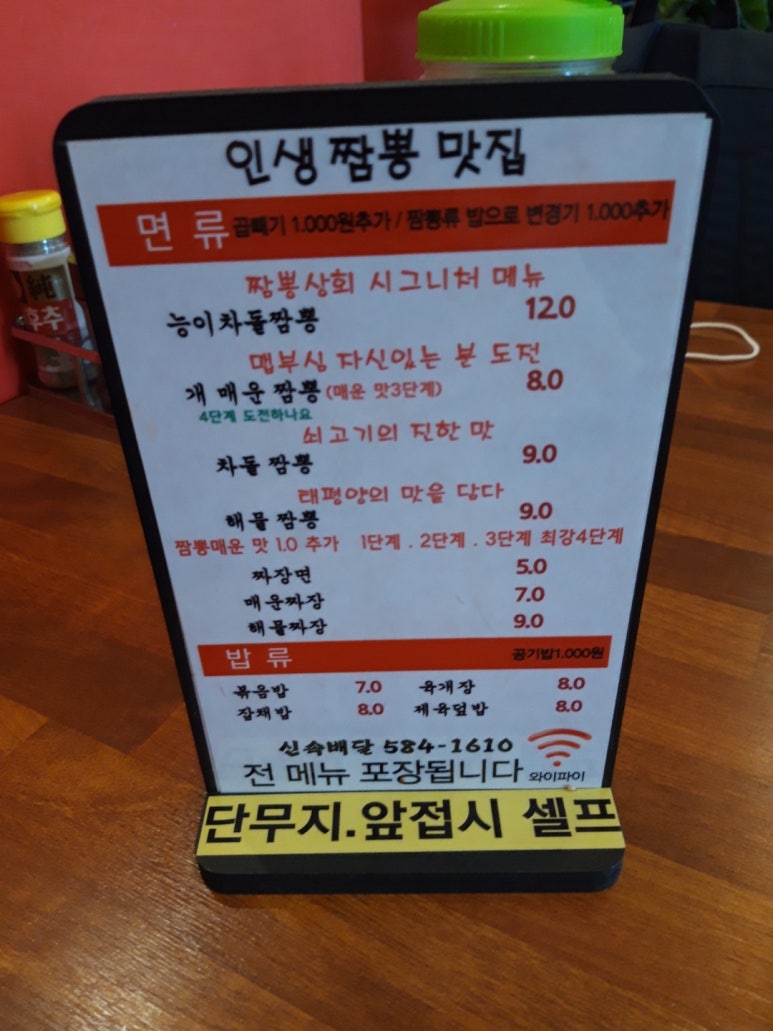 인생 짬뽕 맛집
면 류 곱빼기 1.000원추가 / 짬뽕류 밥으로 변경기 1.000추가
짬뽕상회 시그니처 메뉴
능이차돌짬뽕 12.0
맵부심 자신있는 분 도전
개 매운 짬뽕 (매운 맛3단계) 8.0
4단계 도전하나요
쇠고기의 진한 맛
차돌 짬뽕 9.0
태평양의 맛을 담다
해물 짬뽕 9.0
짬뽕매운 맛 1.0 추가 1단계 . 2단계 . 3단계 최강4단계
짜장면 5.0
매운짜장 7.0
해물짜장 9.0
밥 류 공기밥1.000원
볶음밥 7.0 육개장 8.0
잡채밥 8.0 제육덮밥 8.0
신속배달 584-1610
전 메뉴 포장됩니다 와이파이
단무지.앞접시 셀프
純
후추